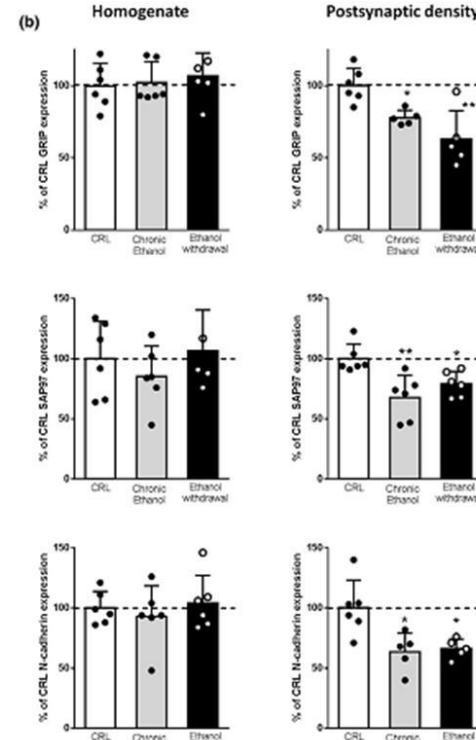 (b)
Homogenate
Postsynaptic density
% of CRL GRIP expression
100
50
0
CRL
Chronic
Ethanol
Ethanol
withdrawal
% of CRL GRIP expression
100
50
0
*
**
CRL
Chronic
Ethanol
Ethanol
withdrawal
% of CRL SAP97 expression
150
100
50
0
CRL
Chronic
Ethanol
Ethanol
withdrawal
% of CRL SAP97 expression
150
100
50
0
**
*
CRL
Chronic
Ethanol
Ethanol
withdrawal
% of CRL N-cadherin expression
150
100
50
0
CRL
Chronic
Ethanol
% of CRL N-cadherin expression
150
100
50
0
*
*
CRL
Chronic
Ethanol